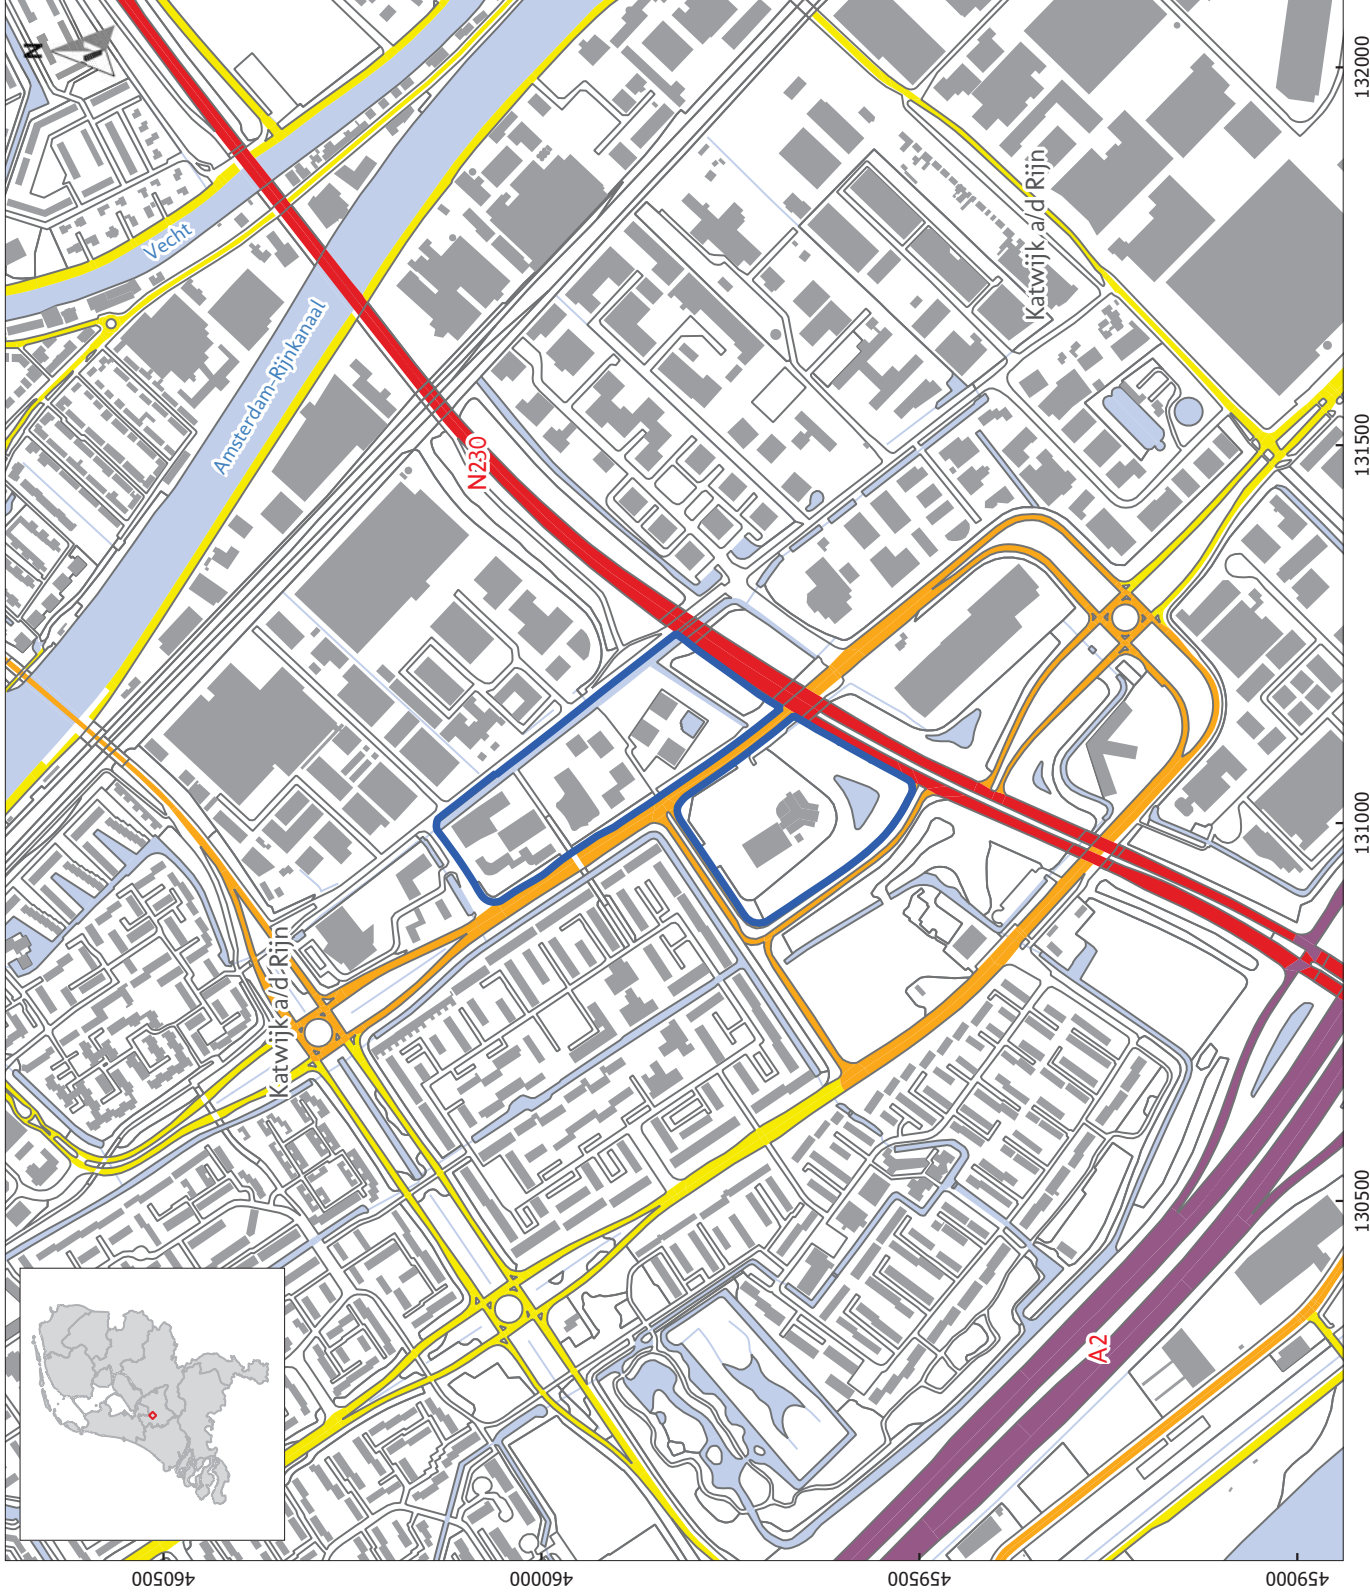 N
Vecht
Amsterdam-Rijnkanaal
N230
Katwijk a/d Rijn
Katwijk a/d Rijn
A2
132000
131500
131000
130500
460500
460000
459500
459000